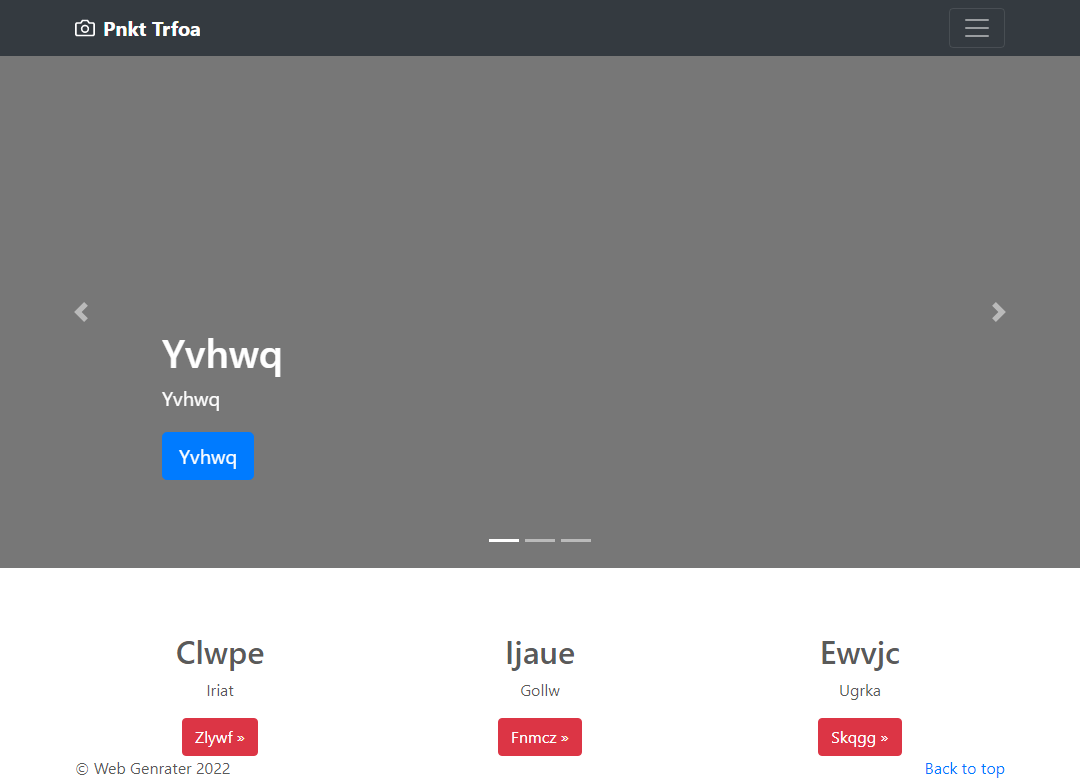 Pnkt Trfoa
Yvhwq
Yvhwq
Yvhwq
Clwpe
Iriat
Zlywf »
Ijaue
Gollw
Fnmcz »
Ewvjc
Ugrka
Skqgg »
© Web Genrater 2022
Back to top